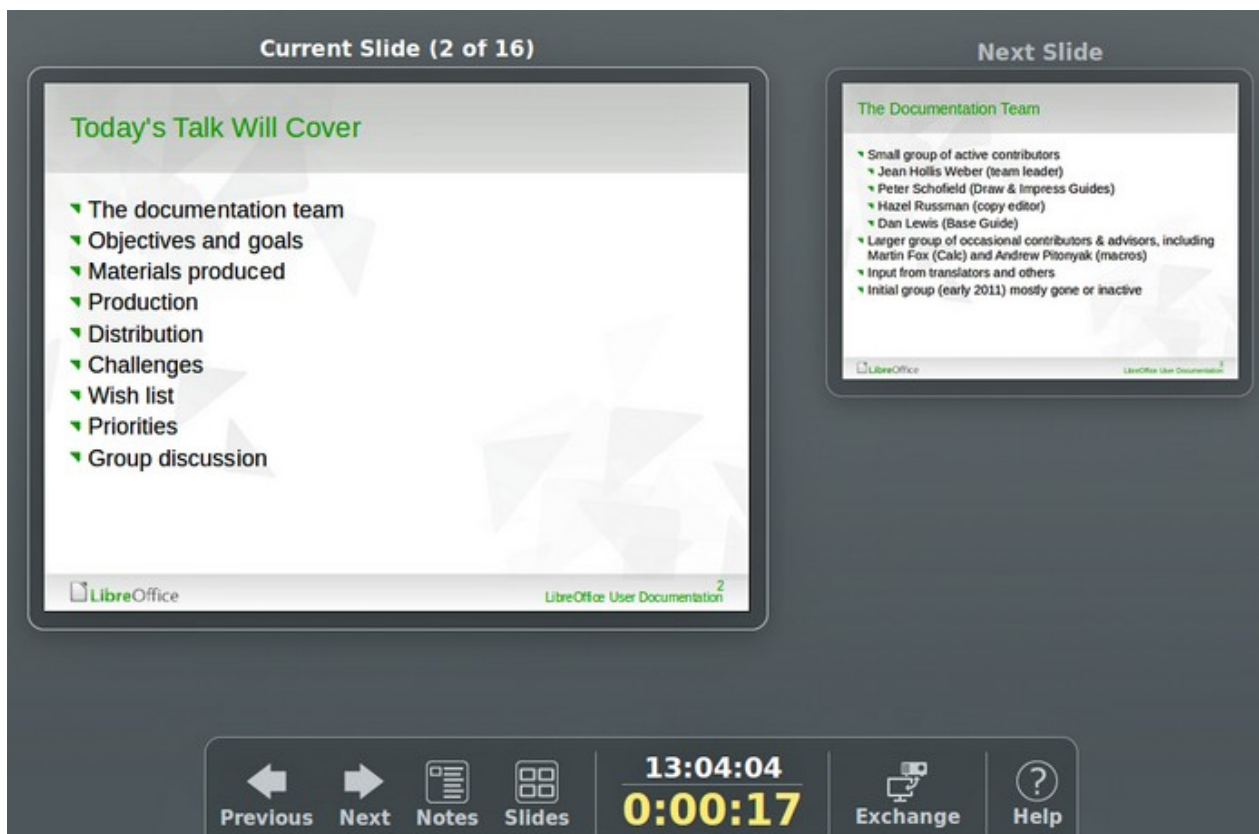 Current Slide (2 of 16)
Today's Talk Will Cover
The documentation team
Objectives and goals
Materials produced
Production
Distribution
Challenges
Wish list
Priorities
Group discussion
LibreOffice
LibreOffice User Documentation
2
Next Slide
The Documentation Team
Small group of active contributors
Jean Hollis Weber (team leader)
Peter Schofield (Draw & Impress Guides)
Hazel Russman (copy editor)
Dan Lewis (Base Guide)
Larger group of occasional contributors & advisors, including
Martin Fox (Calc) and Andrew Pitonyak (macros)
Input from translators and others
Initial group (early 2011) mostly gone or inactive
LibreOffice
LibreOffice User Documentation
3
Previous
Next
Notes
Slides
13:04:04
0:00:17
Exchange
?
Help